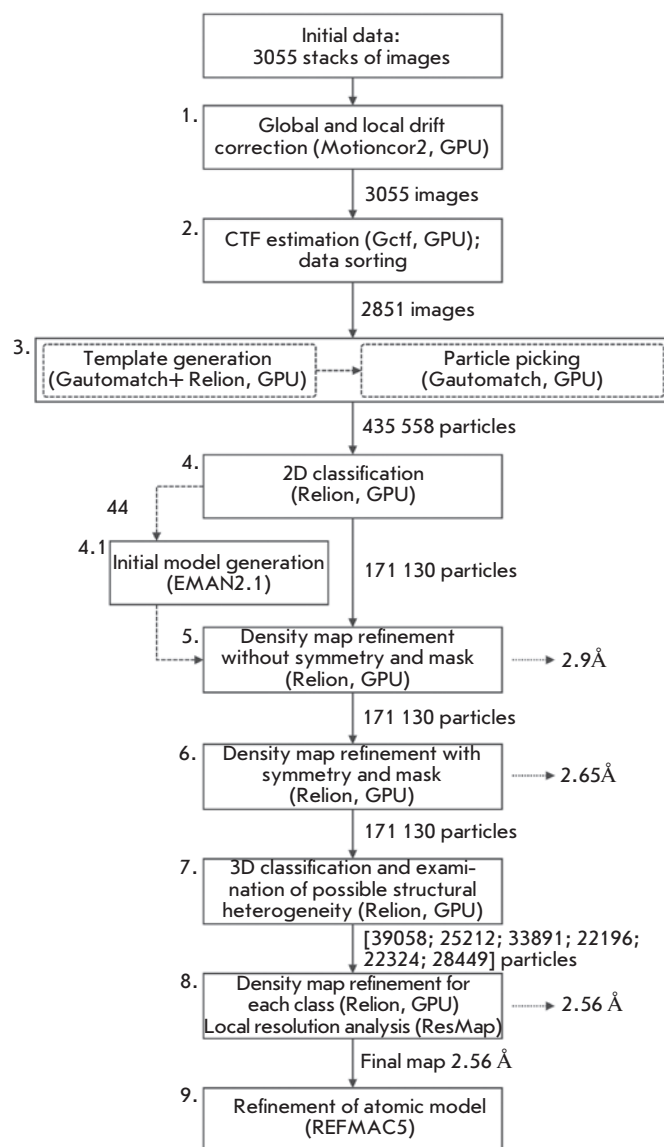 Initial data:
3055 stacks of images
1.
Global and local drift
correction (Motioncor2, GPU)
3055 images
2.
CTF estimation (Gctf, GPU);
data sorting
2851 images
3.
Template generation
(Gautomatch+ Relion, GPU)
Particle picking
(Gautomatch, GPU)
435 558 particles
4.
2D classification
(Relion, GPU)
44
4.1
Initial model generation
(EMAN2.1)
171 130 particles
5.
Density map refinement
without symmetry and mask
(Relion, GPU)
2.9Å
171 130 particles
6.
Density map refinement with
symmetry and mask
(Relion, GPU)
2.65Å
171 130 particles
7.
3D classification and exami-
nation of possible structural
heterogeneity (Relion, GPU)
[39058; 25212; 33891; 22196;
22324; 28449] particles
8.
Density map refinement for
each class (Relion, GPU)
Local resolution analysis (ResMap)
2.56 Å
Final map 2.56 Å
9.
Refinement of atomic model
(REFMAC5)